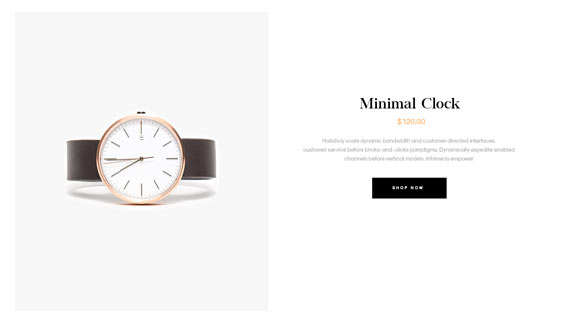 Minimal Clock
$ 120.00
Holisticly scale dynamic bandwidth and customer directed interfaces,
customer service before bricks-and-clicks paradigms. Dynamically expedite enabled
channels before vertical models. Intrinsicly empower.
SHOP NOW